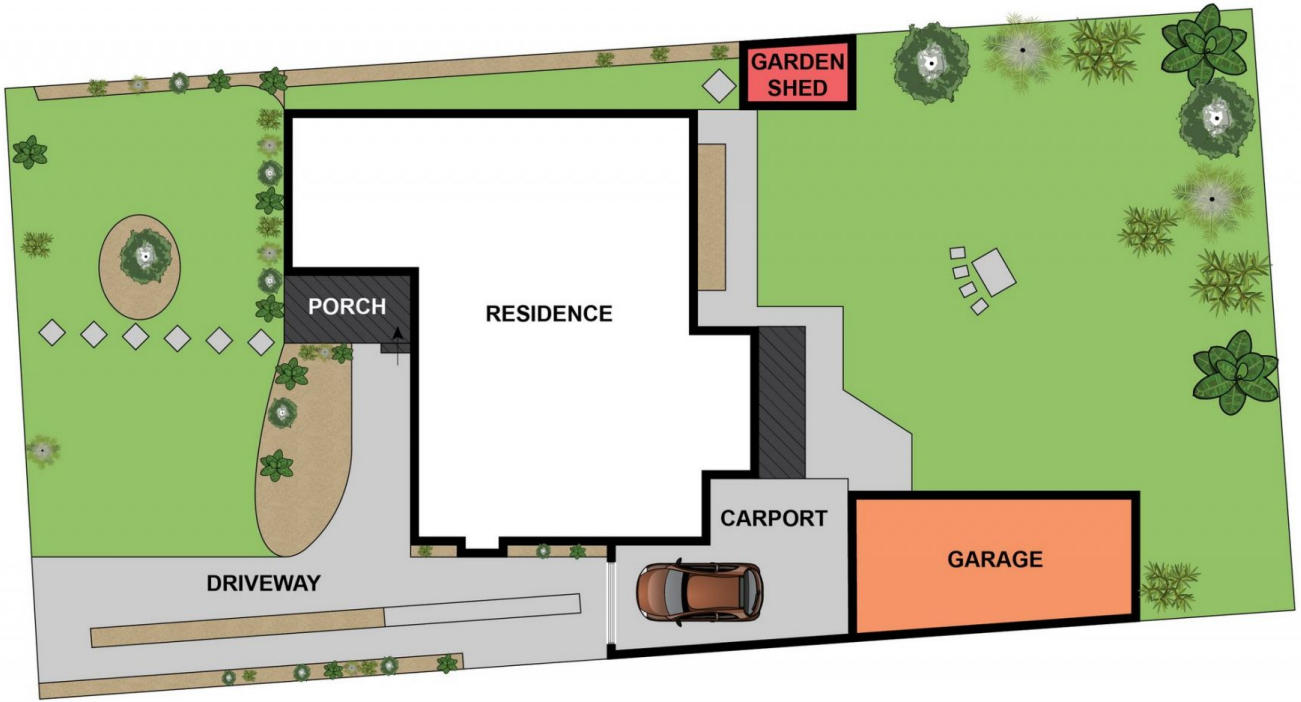 GARDEN
SHED
PORCH
RESIDENCE
CARPORT
GARAGE
DRIVEWAY